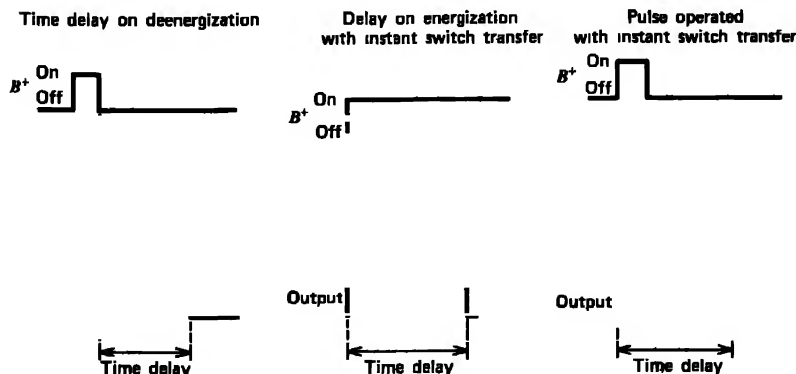 Time delay on deenergization
On
B+
Off
Time delay
Delay on energization
with instant switch transfer
On
B+
Off
Output
Time delay
Pulse operated
with instant switch transfer
On
B+
Off
Output
Time delay